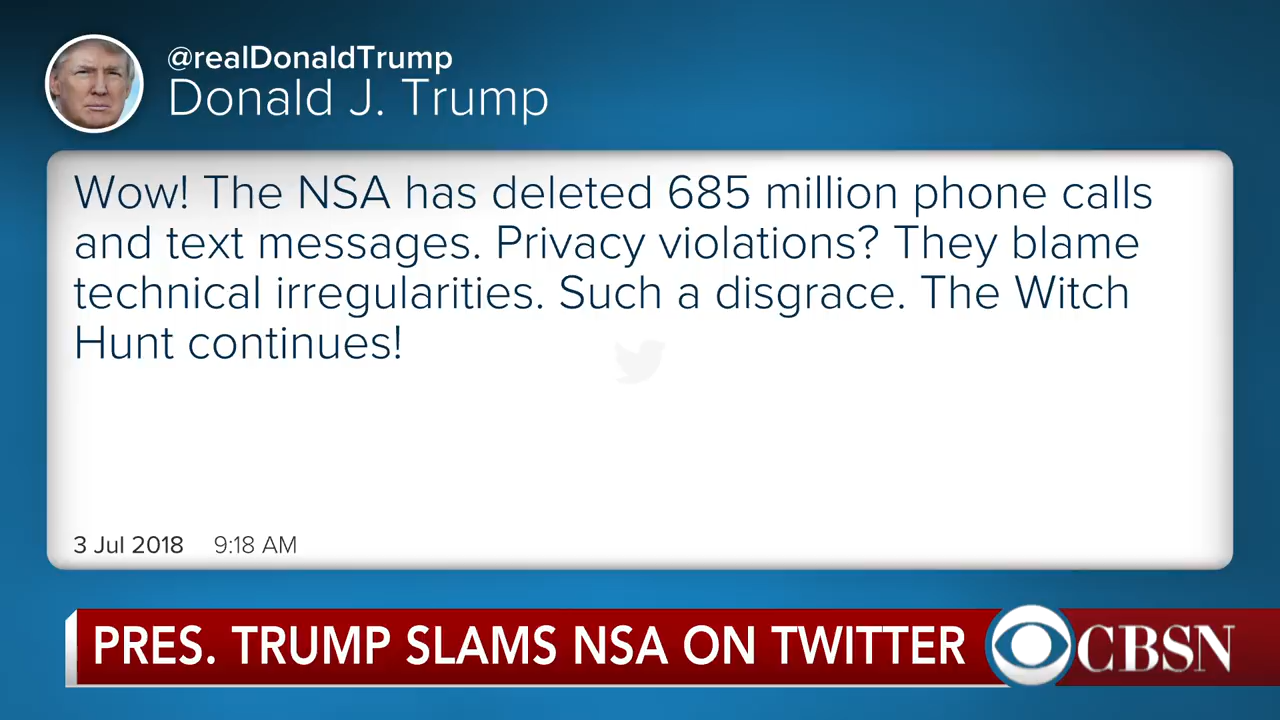 @realDonaldTrump
Donald J. Trump
Wow! The NSA has deleted 685 million phone calls
and text messages. Privacy violations? They blame
technical irregularities. Such a disgrace. The Witch
Hunt continues!
3 Jul 2018 9:18 AM
PRES. TRUMP SLAMS NSA ON TWITTER
CBSN